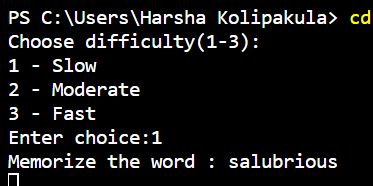 PS C:\Users\Harsha Kolipakula> cd
Choose difficulty(1-3):
1 - Slow
2 - Moderate
3 - Fast
Enter choice:1
Memorize the word : salubrious